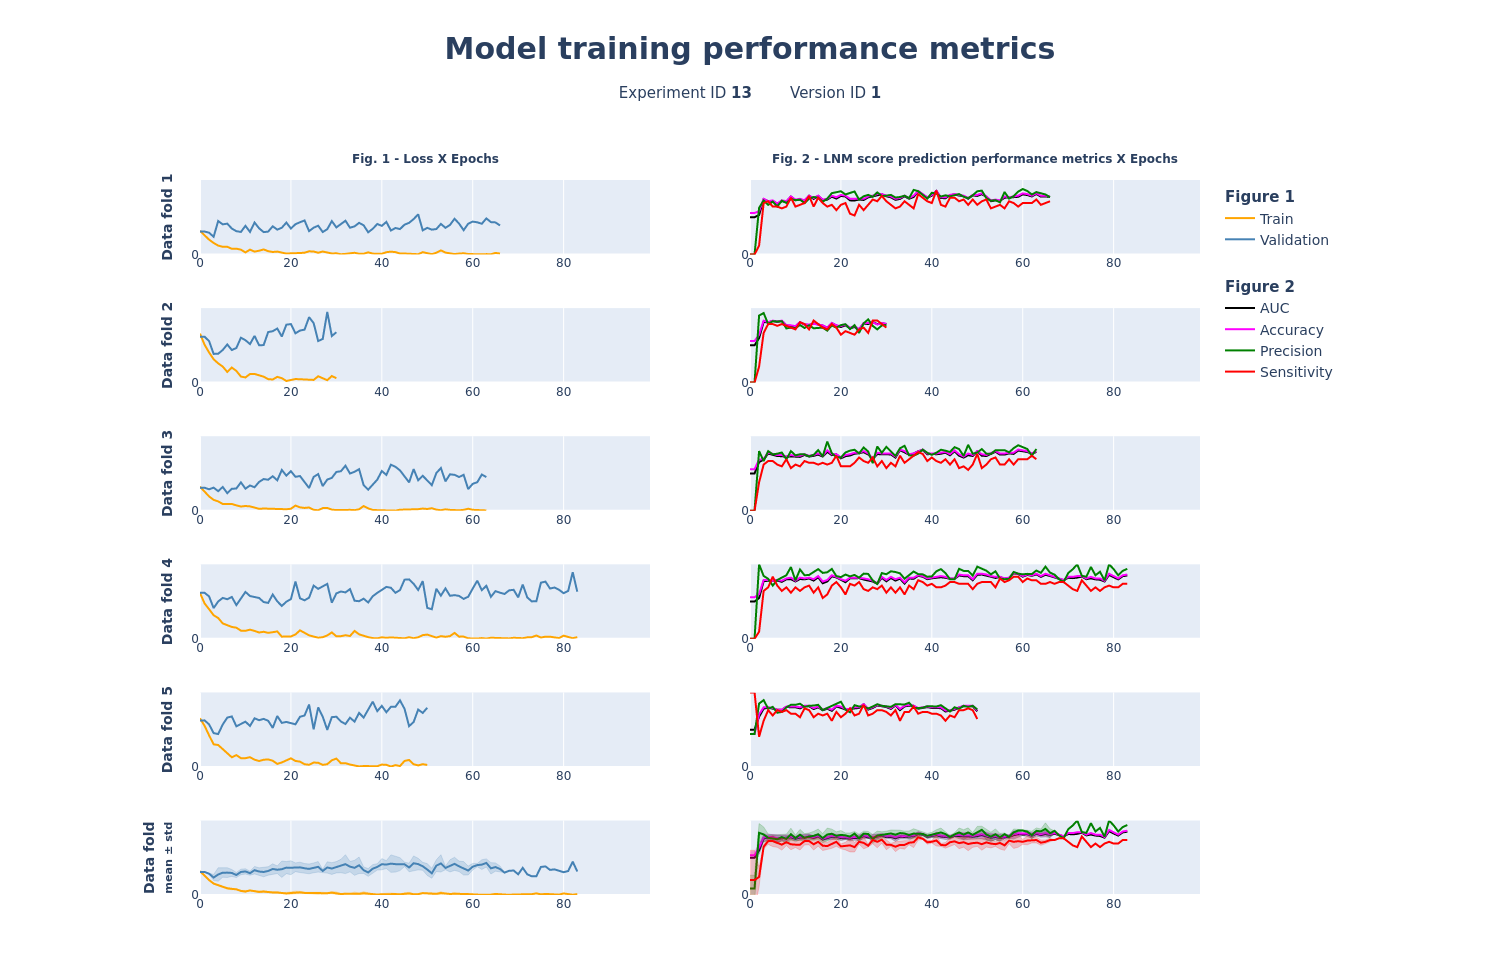 Model training performance metrics
Experiment ID 13 Version ID 1
Fig. 1 - Loss X Epochs
Fig. 2 - LNM score prediction performance metrics X Epochs
Data fold 1
0
0 20 40 60 80
0
0 20 40 60 80
Figure 1
Train
Validation
Figure 2
AUC
Accuracy
Precision
Sensitivity
Data fold 2
0
0 20 40 60 80
0
0 20 40 60 80
Data fold 3
0
0 20 40 60 80
0
0 20 40 60 80
Data fold 4
0
0 20 40 60 80
0
0 20 40 60 80
Data fold 5
0
0 20 40 60 80
0
0 20 40 60 80
Data fold
mean ± std
0
0 20 40 60 80
0
0 20 40 60 80